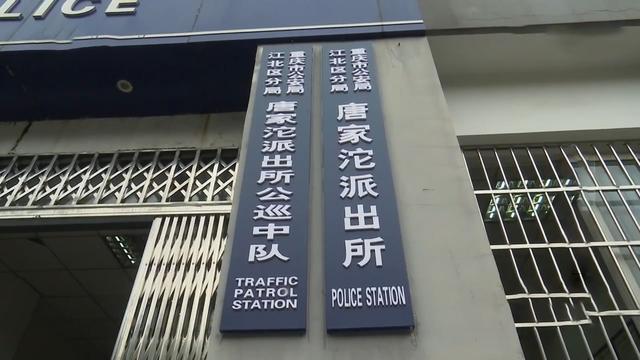 LICE
重庆市公安局
江北区分局
唐家沱派出所公巡中队
TRAFFIC
PATROL
STATION
重庆市公安局
江北区分局
唐家沱派出所
POLICE STATION